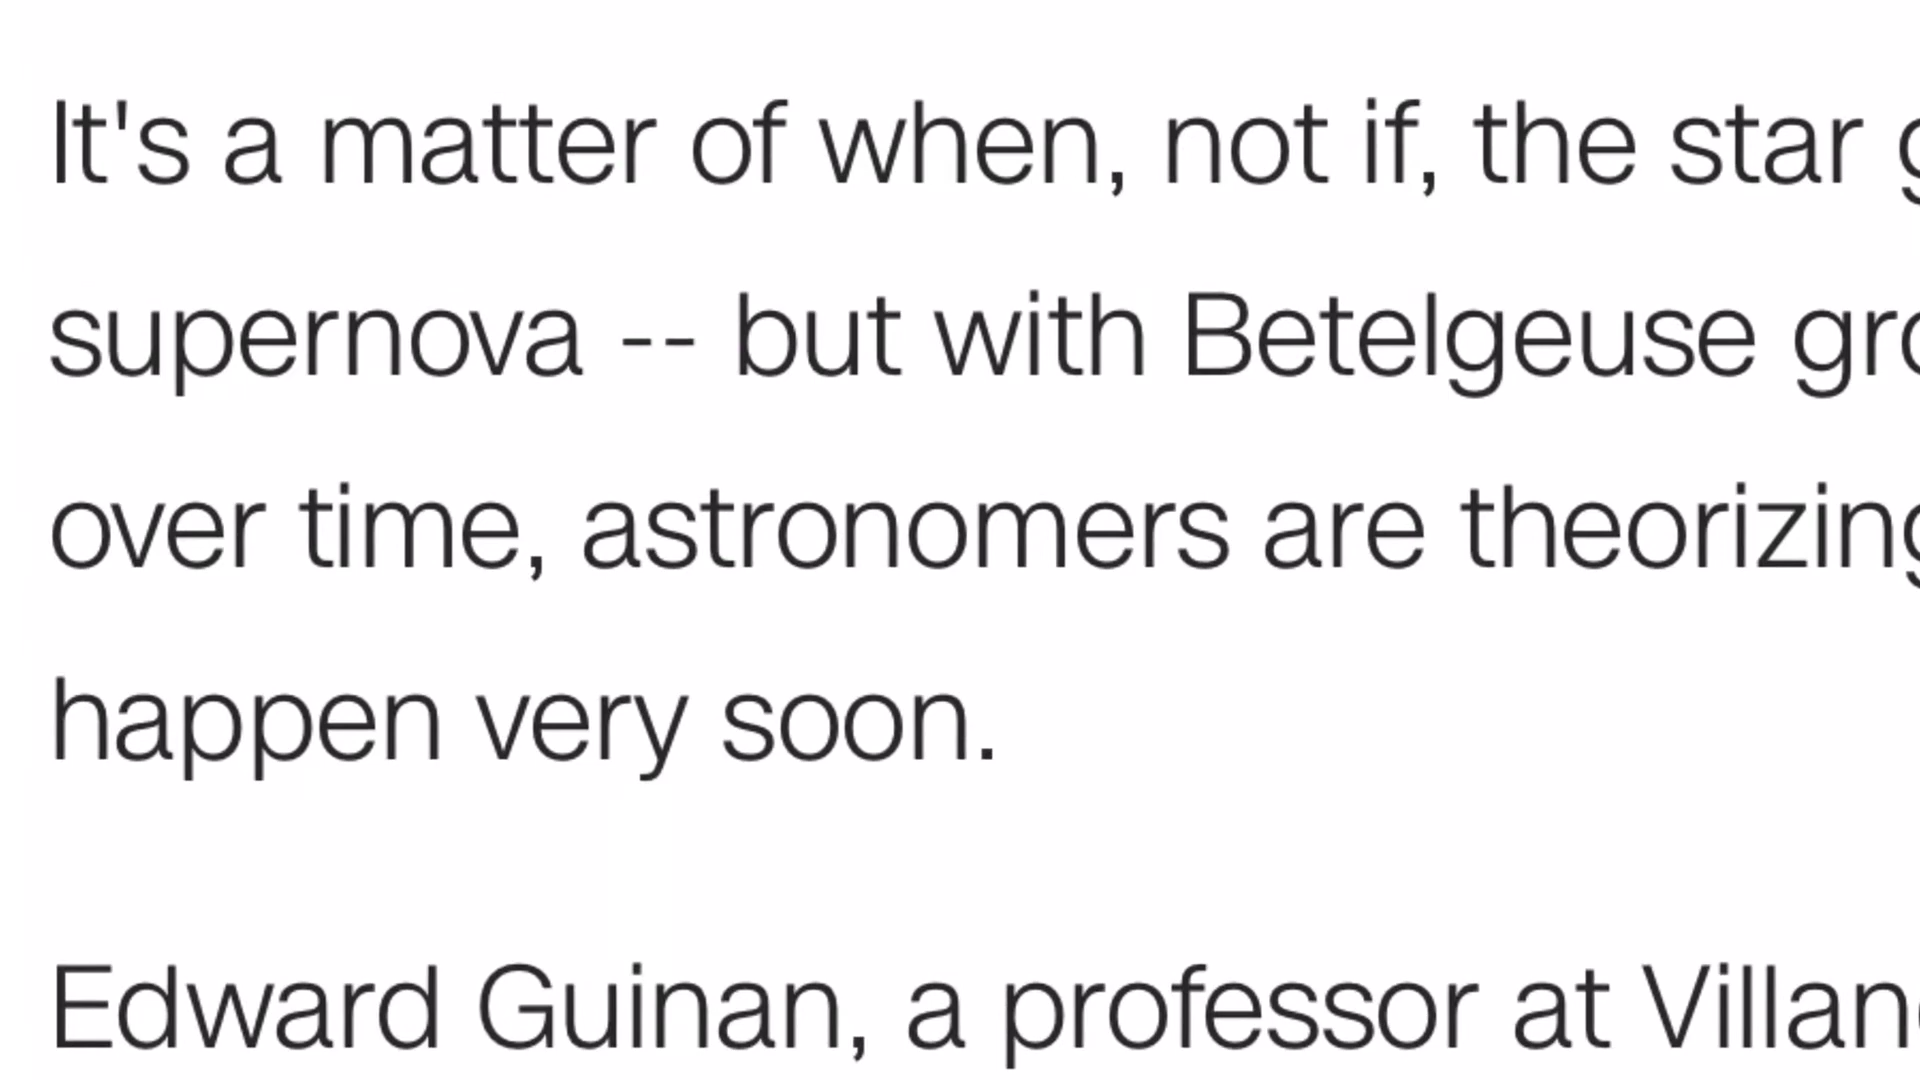 It's a matter of when, not if, the star
supernova -- but with Betelgeuse
over time, astronomers are theorizing
happen very soon.
Edward Guinan, a professor at